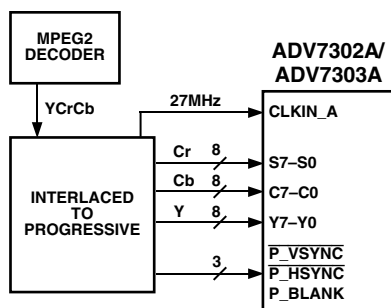 MPEG2
DECODER
YCrCb
INTERLACED
TO
PROGRESSIVE
ADV7302A/
ADV7303A
27MHz
CLKIN_A
Cr 8
S7–S0
Cb 8
C7–C0
Y 8
Y7–Y0
P_VSYNC
3
P_HSYNC
P_BLANK